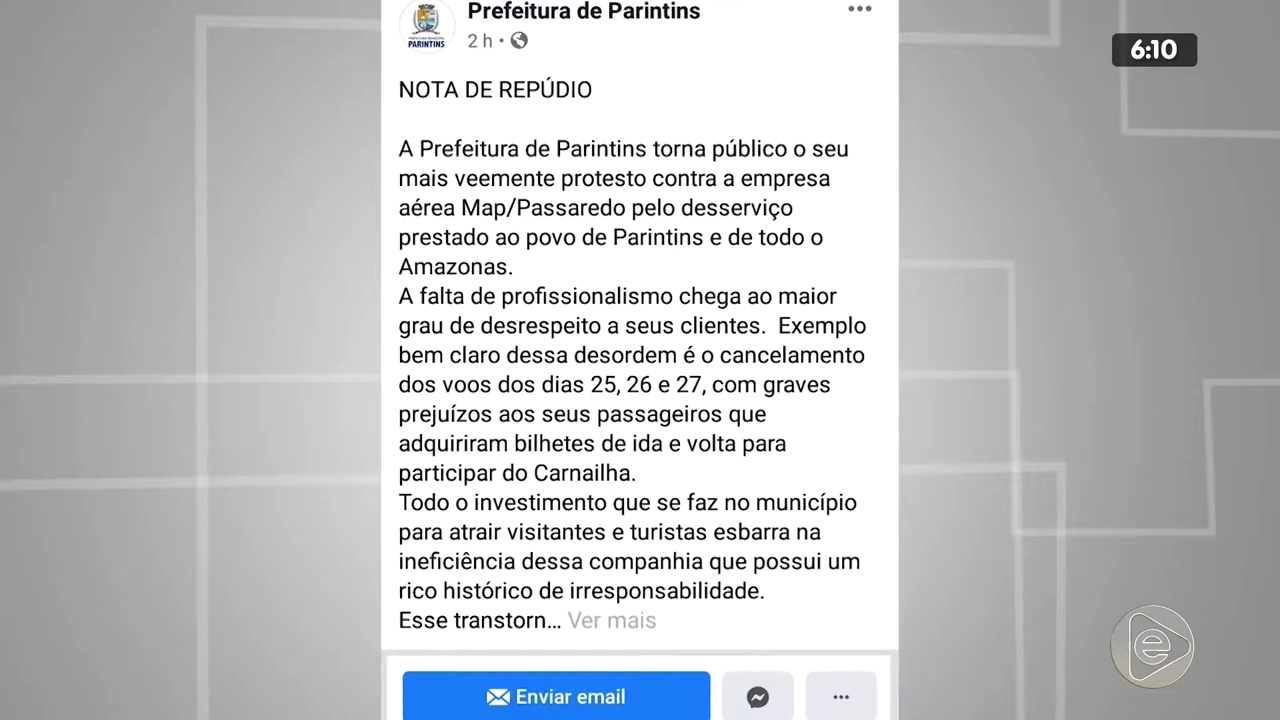 Prefeitura de Parintins
2 h •
6:10
PARINTINS
NOTA DE REPÚDIO
A Prefeitura de Parintins torna público o seu
mais veemente protesto contra a empresa
aérea Map/Passaredo pelo desserviço
prestado ao povo de Parintins e de todo o
Amazonas.
A falta de profissionalismo chega ao maior
grau de desrespeito a seus clientes.  Exemplo
bem claro dessa desordem é o cancelamento
dos voos dos dias 25, 26 e 27, com graves
prejuízos aos seus passageiros que
adquiriram bilhetes de ida e volta para
participar do Carnailha.
Todo o investimento que se faz no município
para atrair visitantes e turistas esbarra na
ineficiência dessa companhia que possui um
rico histórico de irresponsabilidade.
Esse transtorn... Ver mais
Enviar email
e